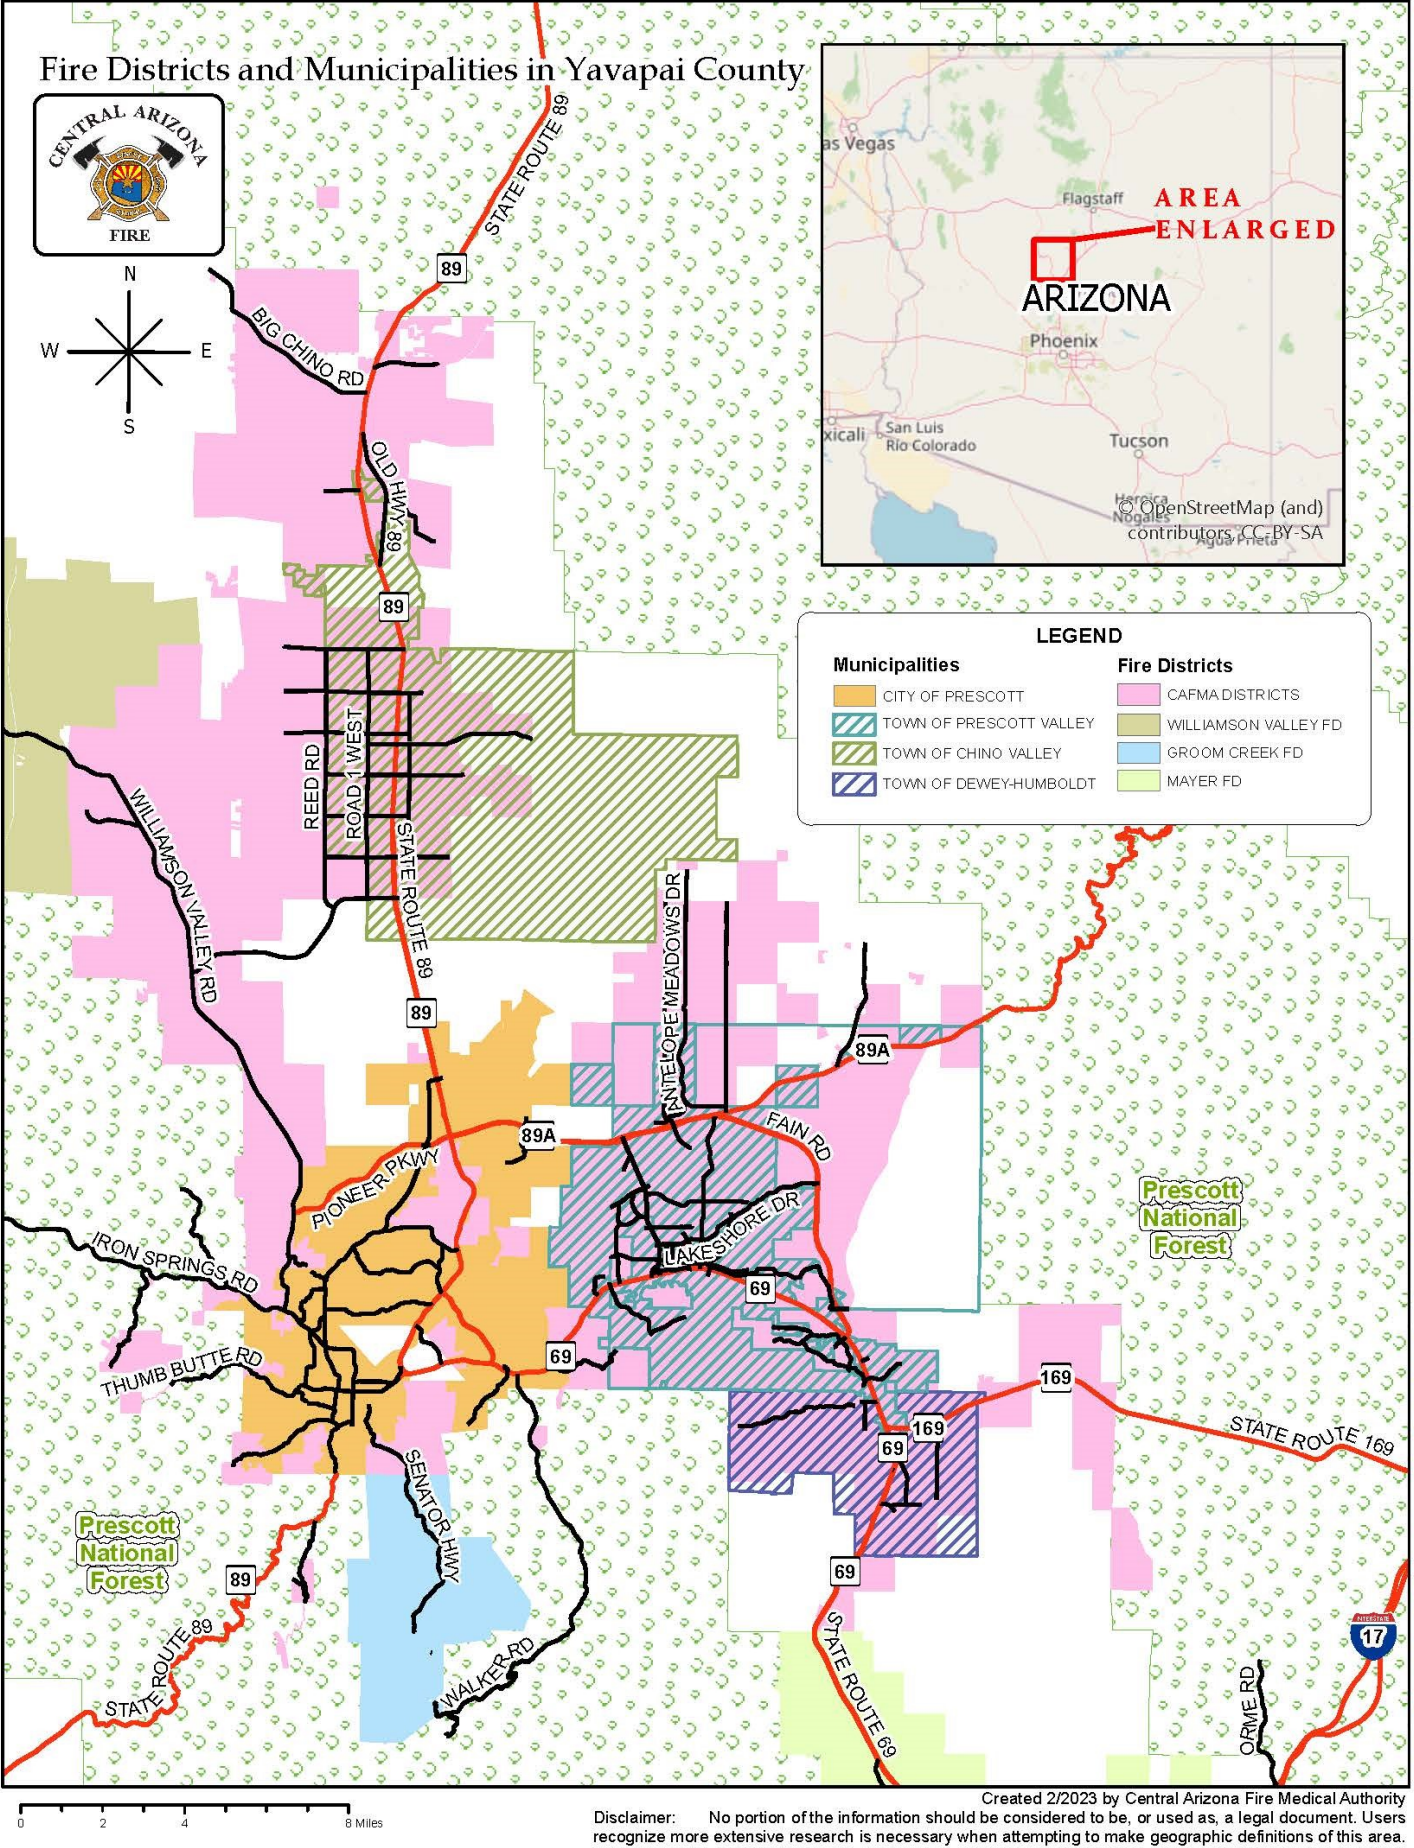 Fire Districts and Municipalities in Yavapai County
CENTRAL ARIZONA
FIRE
N
W E
S
as Vegas
Flagstaff
AREA
ENLARGED
ARIZONA
Phoenix
xicali
San Luis
Río Colorado
Tucson
Heroica
Nogales
Agua Prieta
© OpenStreetMap (and)
contributors, CC-BY-SA
LEGEND
Municipalities
CITY OF PRESCOTT
TOWN OF PRESCOTT VALLEY
TOWN OF CHINO VALLEY
TOWN OF DEWEY-HUMBOLDT
Fire Districts
CAFMA DISTRICTS
WILLIAMSON VALLEY FD
GROOM CREEK FD
MAYER FD
STATE ROUTE 89
89
BIG CHINO RD
OLD HWY 89
89
REED RD
ROAD 1 WEST
STATE ROUTE 89
WILLIAMSON VALLEY RD
ANTELOPE MEADOWS DR
89
89A
89A
FAIN RD
PIONEER PKWY
LAKESHORE DR
IRON SPRINGS RD
69
69
THUMB BUTTE RD
Prescott
National
Forest
169
169
69
STATE ROUTE 169
SENATOR HWY
Prescott
National
Forest
89
69
STATE ROUTE 89
WALKER RD
STATE ROUTE 69
INTERSTATE
17
ORME RD
0 2 4 8 Miles
Created 2/2023 by Central Arizona Fire Medical Authority
Disclaimer: No portion of the information should be considered to be, or used as, a legal document. Users
recognize more extensive research is necessary when attempting to make geographic definitions of this area.